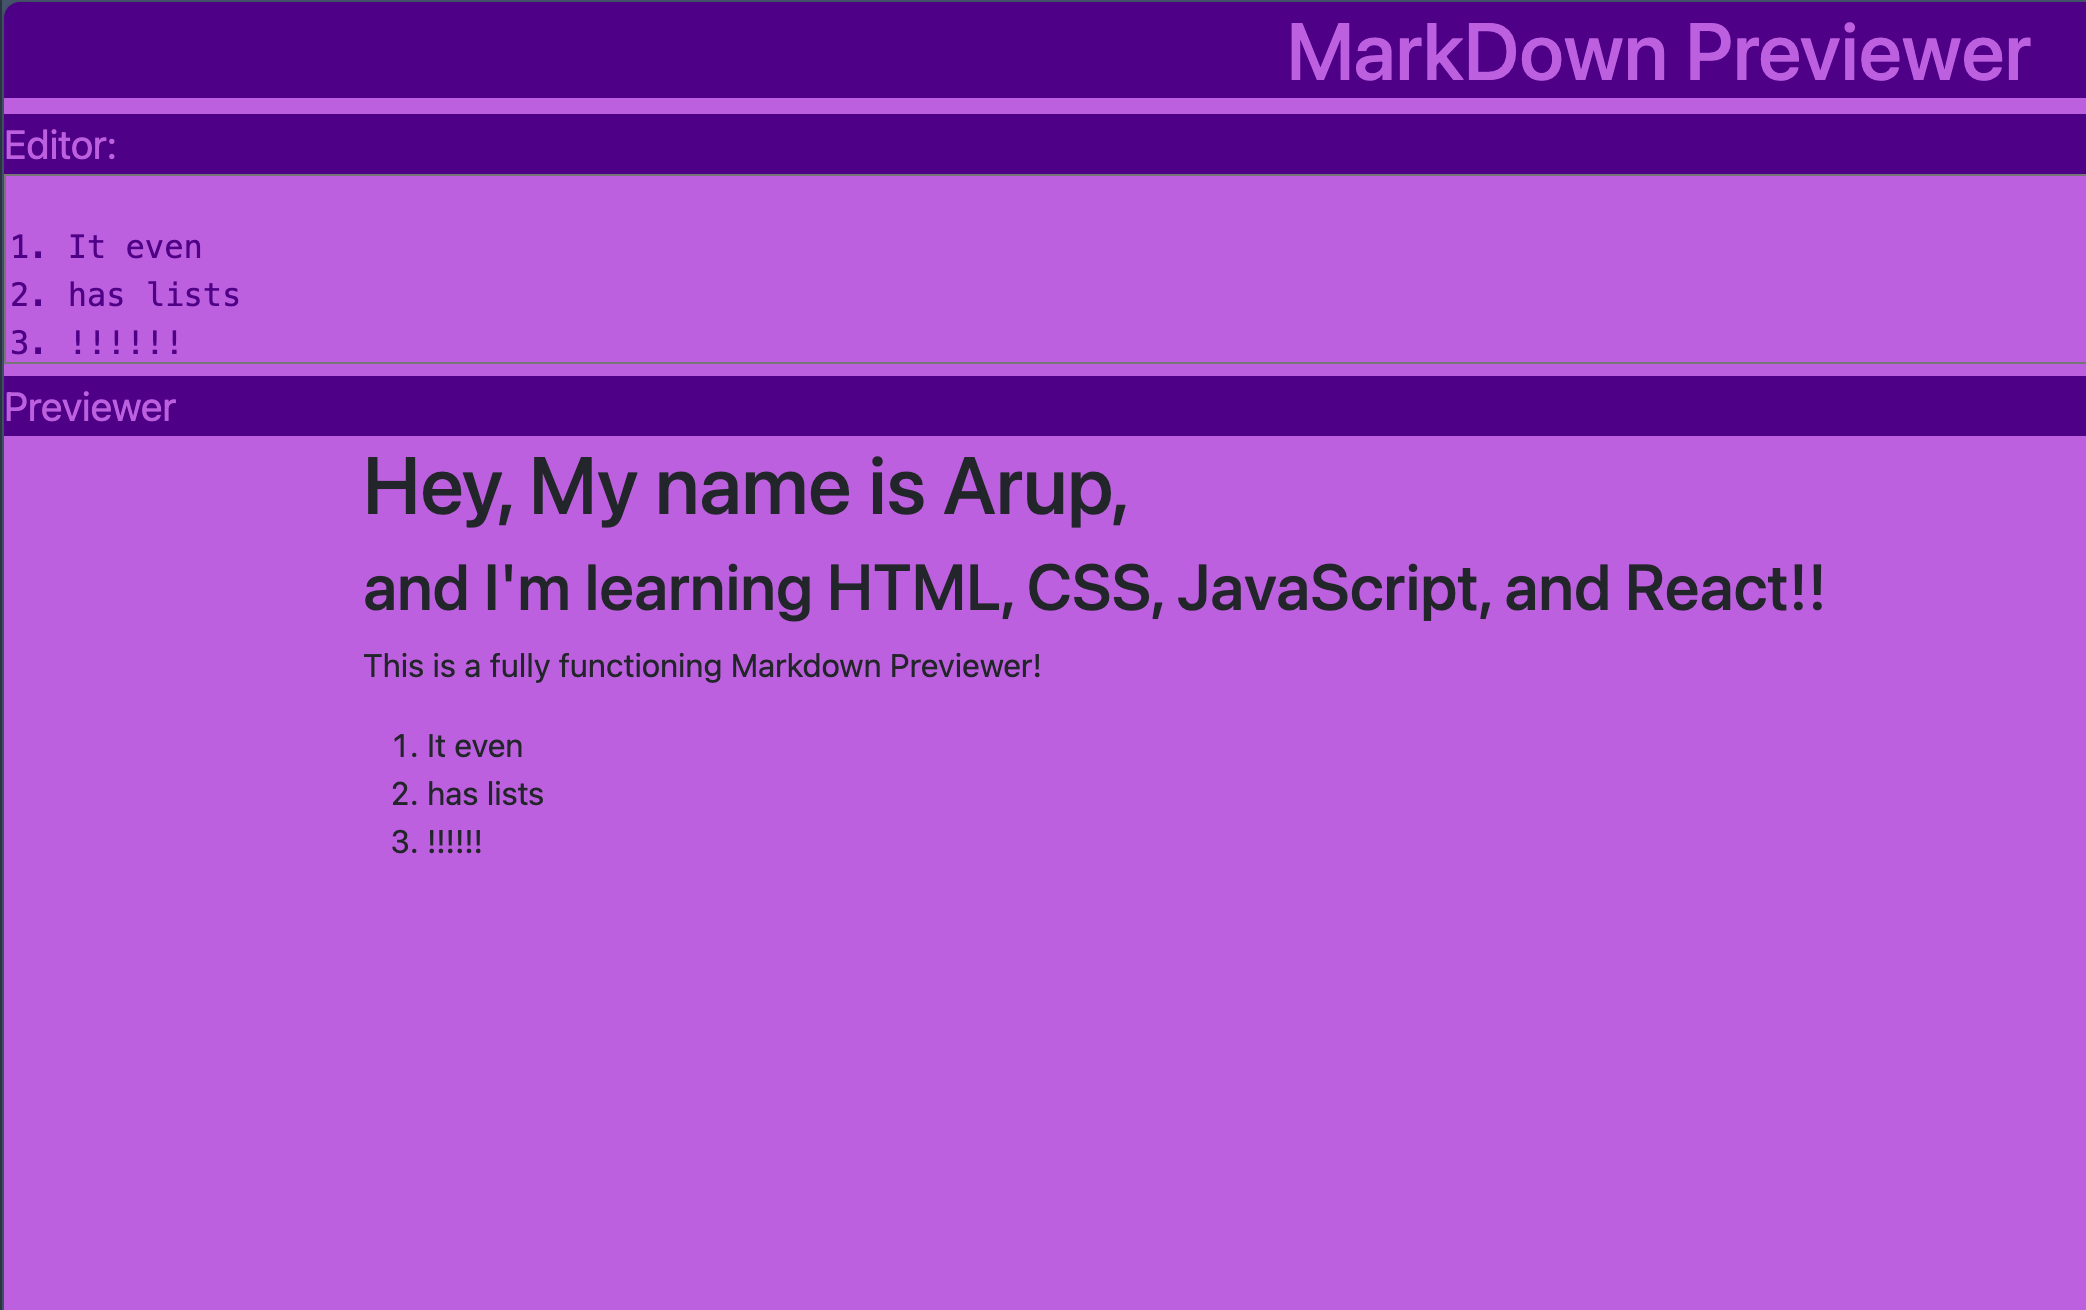 MarkDown Previewer
Editor:
1. It even
2. has lists
3. !!!!!!
Previewer
Hey, My name is Arup,
and I'm learning HTML, CSS, JavaScript, and React!!
This is a fully functioning Markdown Previewer!
1. It even
2. has lists
3. !!!!!!